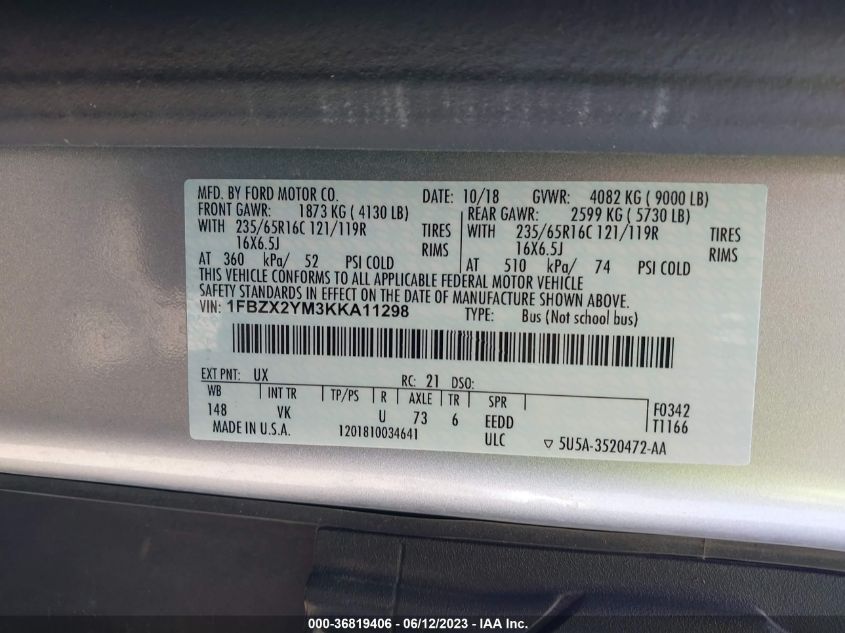 MFD. BY FORD MOTOR CO. DATE: 10/18 GVWR: 4082 KG ( 9000 LB)
FRONT GAWR: 1873 KG ( 4130 LB) REAR GAWR: 2599 KG ( 5730 LB)
WITH 235/65R16C 121/119R TIRES WITH 235/65R16C 121/119R TIRES
16X6.5J RIMS 16X6.5J RIMS
AT 360 kPa/ 52 PSI COLD AT 510 kPa/ 74 PSI COLD
THIS VEHICLE CONFORMS TO ALL APPLICABLE FEDERAL MOTOR VEHICLE
SAFETY STANDARDS IN EFFECT ON THE DATE OF MANUFACTURE SHOWN ABOVE.
VIN: 1FBZX2YM3KKA11298 TYPE: Bus (Not school bus)
EXT PNT: UX RC: 21 DSO:
WB INT TR TP/PS R AXLE TR SPR F0342
148 VK U 73 6 EEDD T1166
MADE IN U.S.A. 1201810034641 ULC ▽ 5U5A-3520472-AA
000-36819406 - 06/12/2023 - IAA Inc.